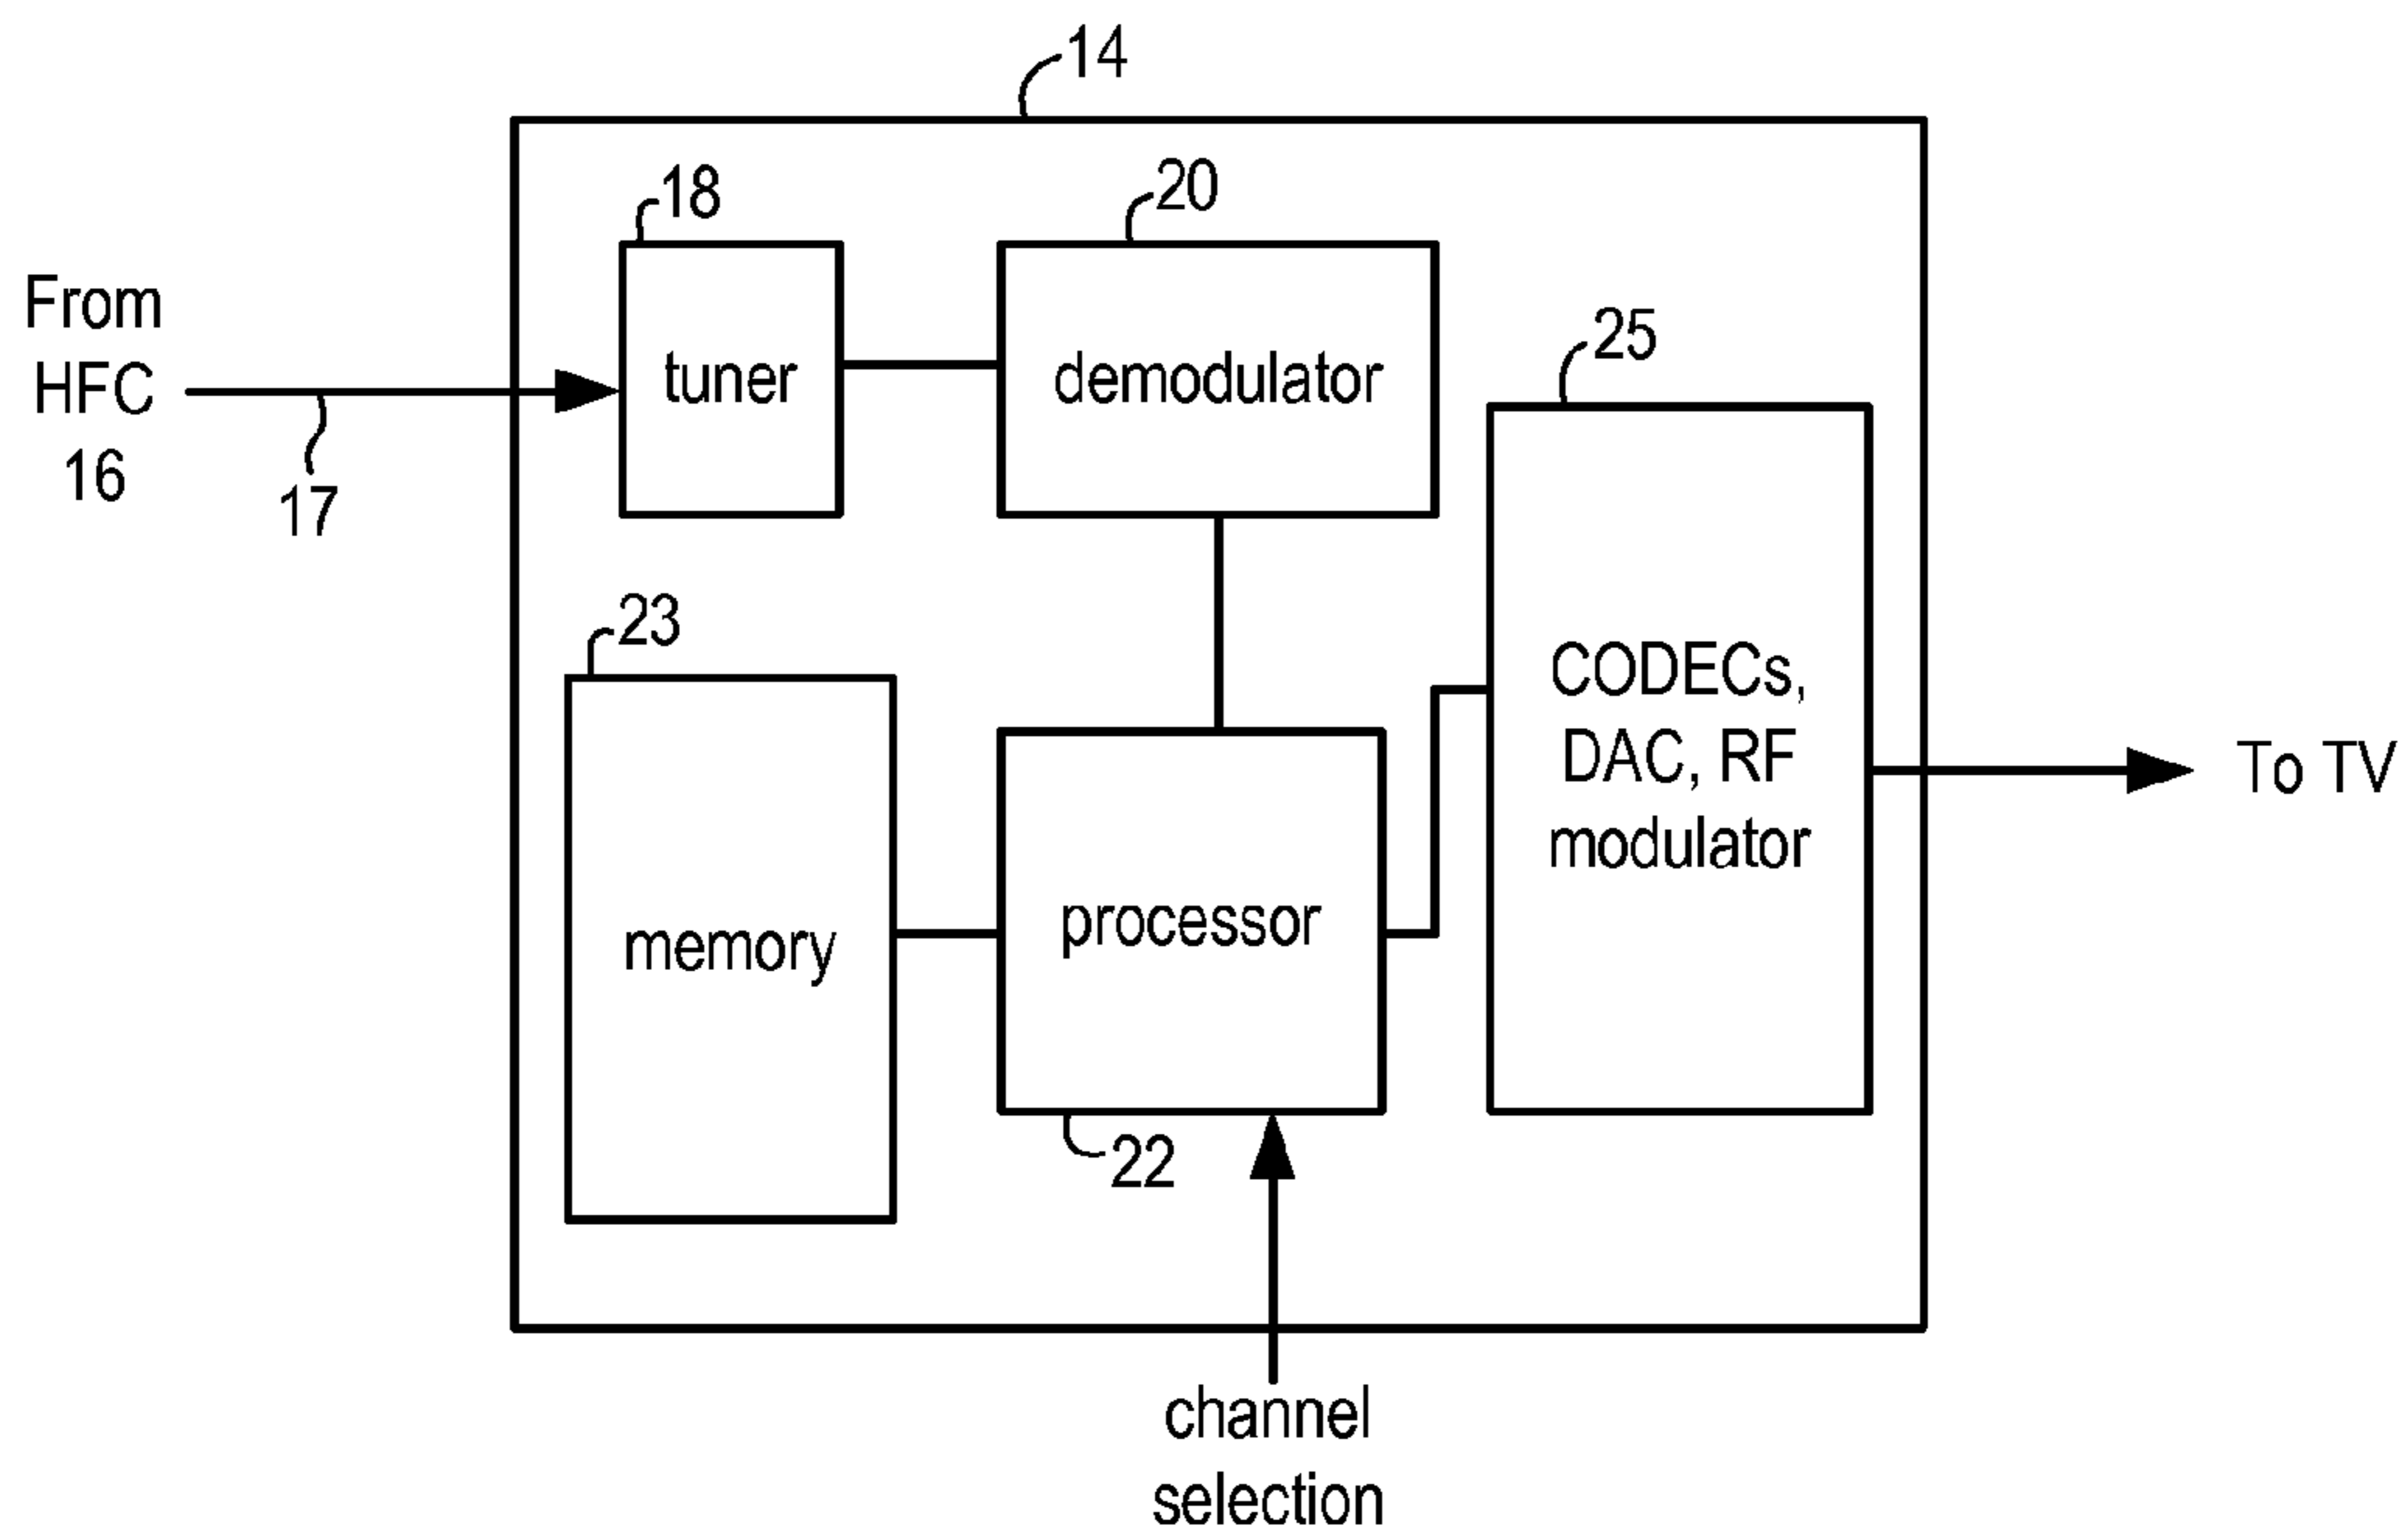 14
18
20
From
HFC
16
17
tuner
demodulator
25
23
CODECs,
DAC, RF
modulator
To TV
memory
processor
22
channel
selection